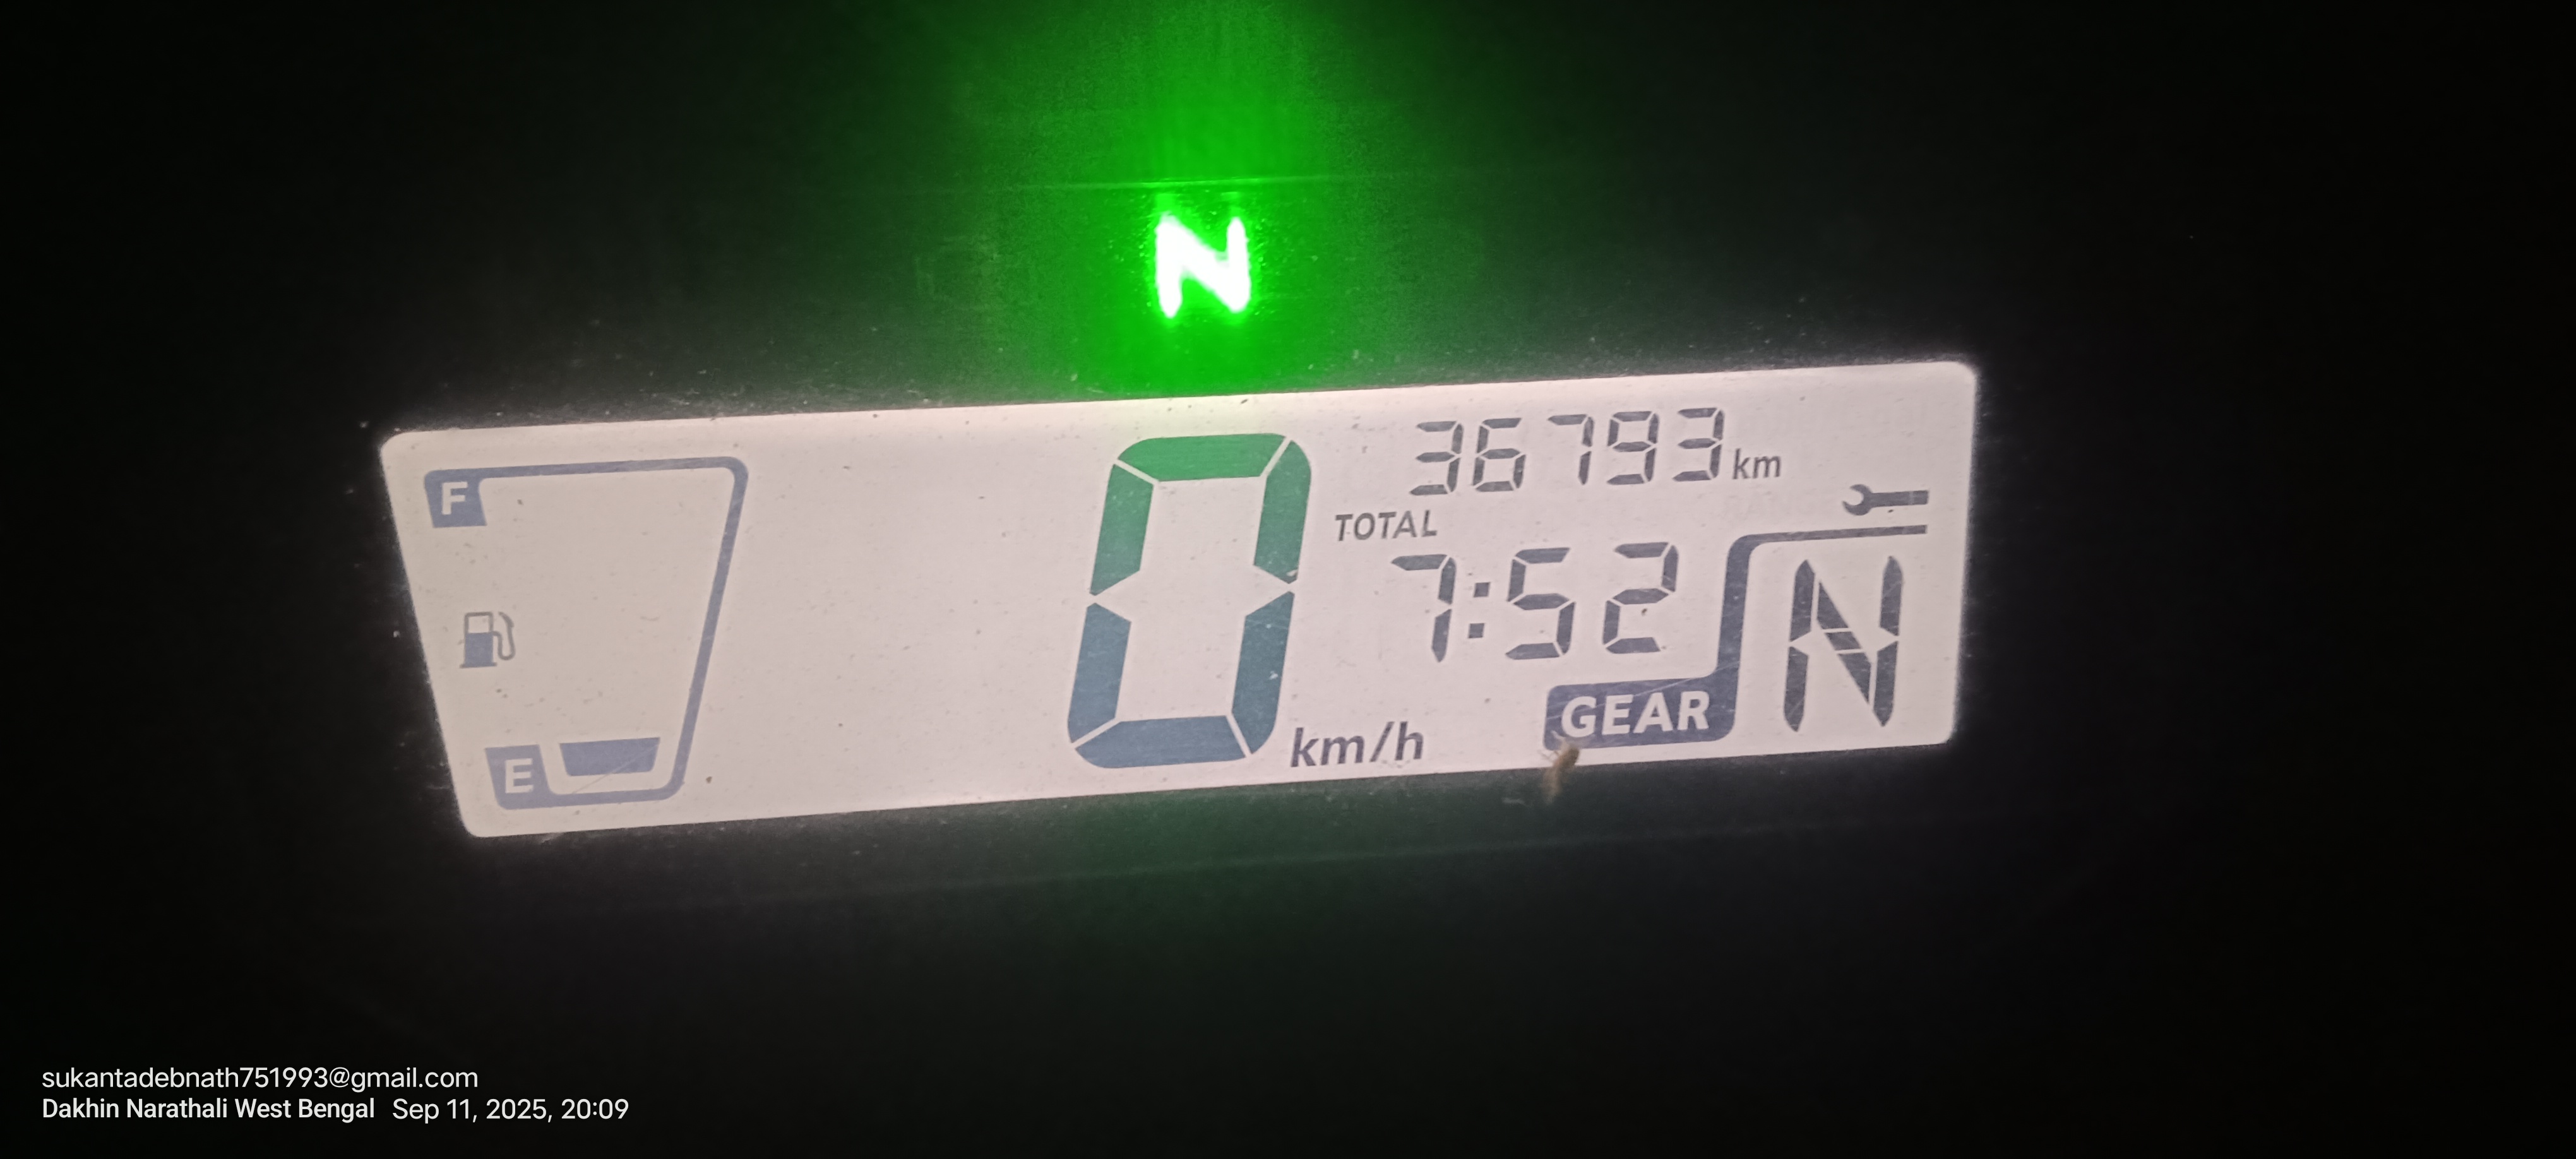 N
F
36793 km
TOTAL
7:52
0 km/h
GEAR N
E
sukantadebnath751993@gmail.com
Dakhin Narathali West Bengal Sep 11, 2025, 20:09